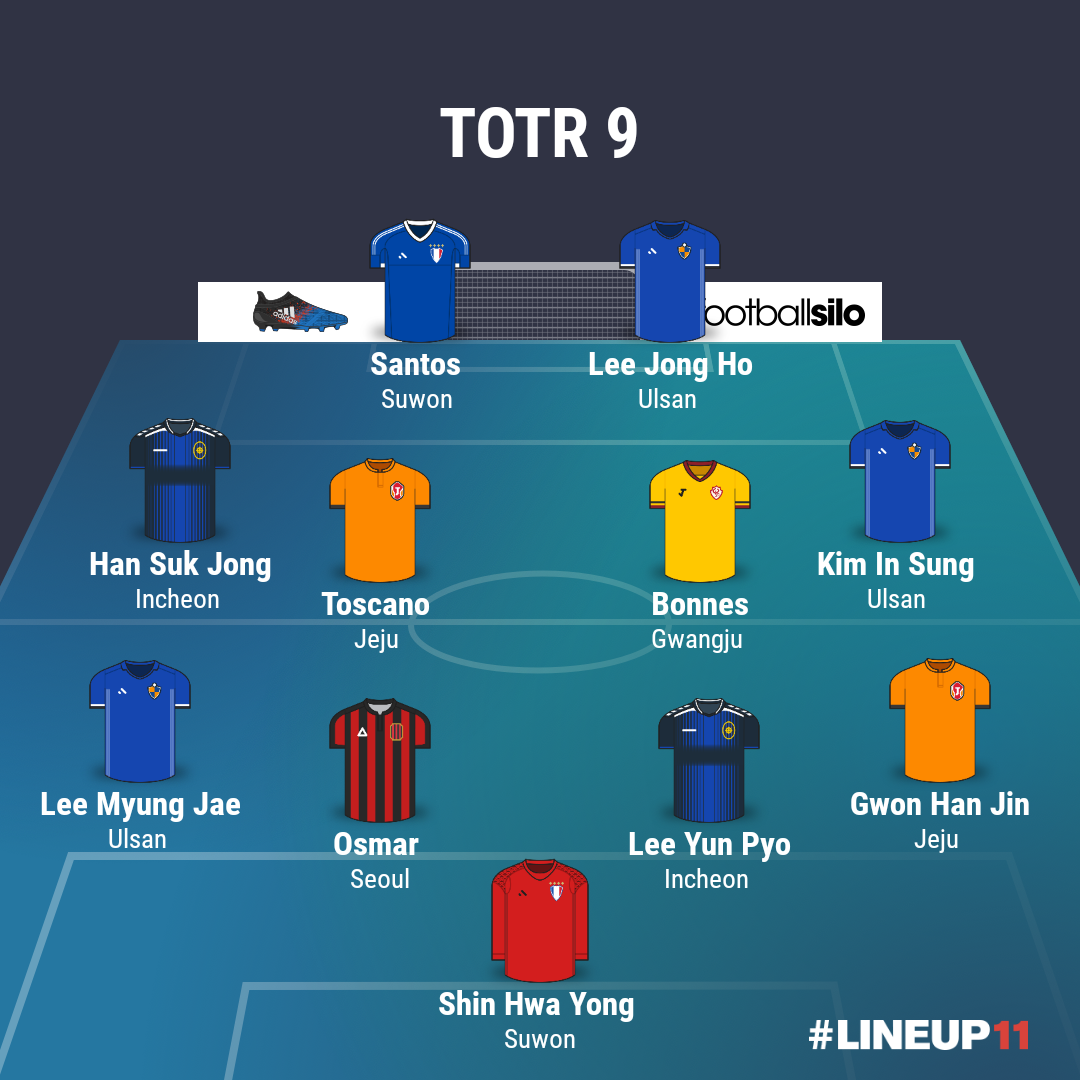 TOTR 9
adidas
ootballsilo
Santos
Suwon
Lee Jong Ho
Ulsan
Han Suk Jong
Incheon
Toscano
Jeju
Bonnes
Gwangju
Kim In Sung
Ulsan
Lee Myung Jae
Ulsan
Osmar
Seoul
Lee Yun Pyo
Incheon
Gwon Han Jin
Jeju
Shin Hwa Yong
Suwon
#LINEUP11